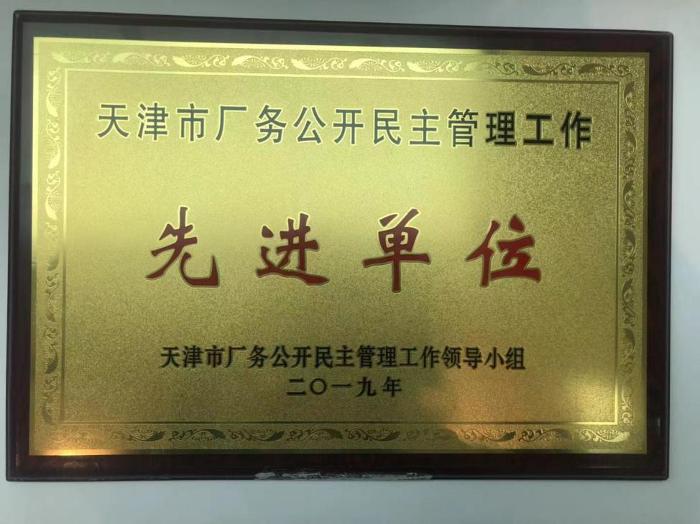 天津市厂务公开民主管理工作
先进单位
天津市厂务公开民主管理工作领导小组
二〇一九年